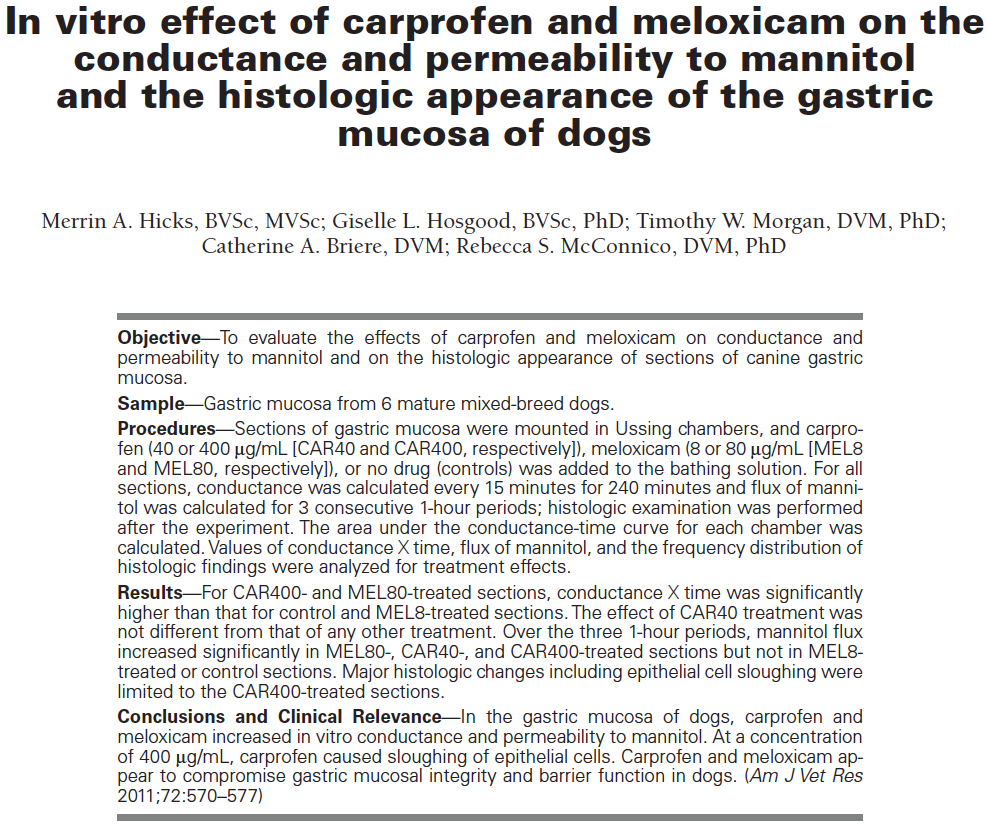 In vitro effect of carprofen and meloxicam on the
conductance and permeability to mannitol
and the histologic appearance of the gastric
mucosa of dogs
Merrin A. Hicks, BVSc, MVSc; Giselle L. Hosgood, BVSc, PhD; Timothy W. Morgan, DVM, PhD;
Catherine A. Briere, DVM; Rebecca S. McConnico, DVM, PhD
Objective—To evaluate the effects of carprofen and meloxicam on conductance and
permeability to mannitol and on the histologic appearance of sections of canine gastric
mucosa.
Sample—Gastric mucosa from 6 mature mixed-breed dogs.
Procedures—Sections of gastric mucosa were mounted in Ussing chambers, and carpro-
fen (40 or 400 μg/mL [CAR40 and CAR400, respectively]), meloxicam (8 or 80 μg/mL [MEL8
and MEL80, respectively]), or no drug (controls) was added to the bathing solution. For all
sections, conductance was calculated every 15 minutes for 240 minutes and flux of manni-
tol was calculated for 3 consecutive 1-hour periods; histologic examination was performed
after the experiment. The area under the conductance-time curve for each chamber was
calculated. Values of conductance X time, flux of mannitol, and the frequency distribution of
histologic findings were analyzed for treatment effects.
Results—For CAR400- and MEL80-treated sections, conductance X time was significantly
higher than that for control and MEL8-treated sections. The effect of CAR40 treatment was
not different from that of any other treatment. Over the three 1-hour periods, mannitol flux
increased significantly in MEL80-, CAR40-, and CAR400-treated sections but not in MEL8-
treated or control sections. Major histologic changes including epithelial cell sloughing were
limited to the CAR400-treated sections.
Conclusions and Clinical Relevance—In the gastric mucosa of dogs, carprofen and
meloxicam increased in vitro conductance and permeability to mannitol. At a concentration
of 400 μg/mL, carprofen caused sloughing of epithelial cells. Carprofen and meloxicam ap-
pear to compromise gastric mucosal integrity and barrier function in dogs. (Am J Vet Res
2011;72:570–577)